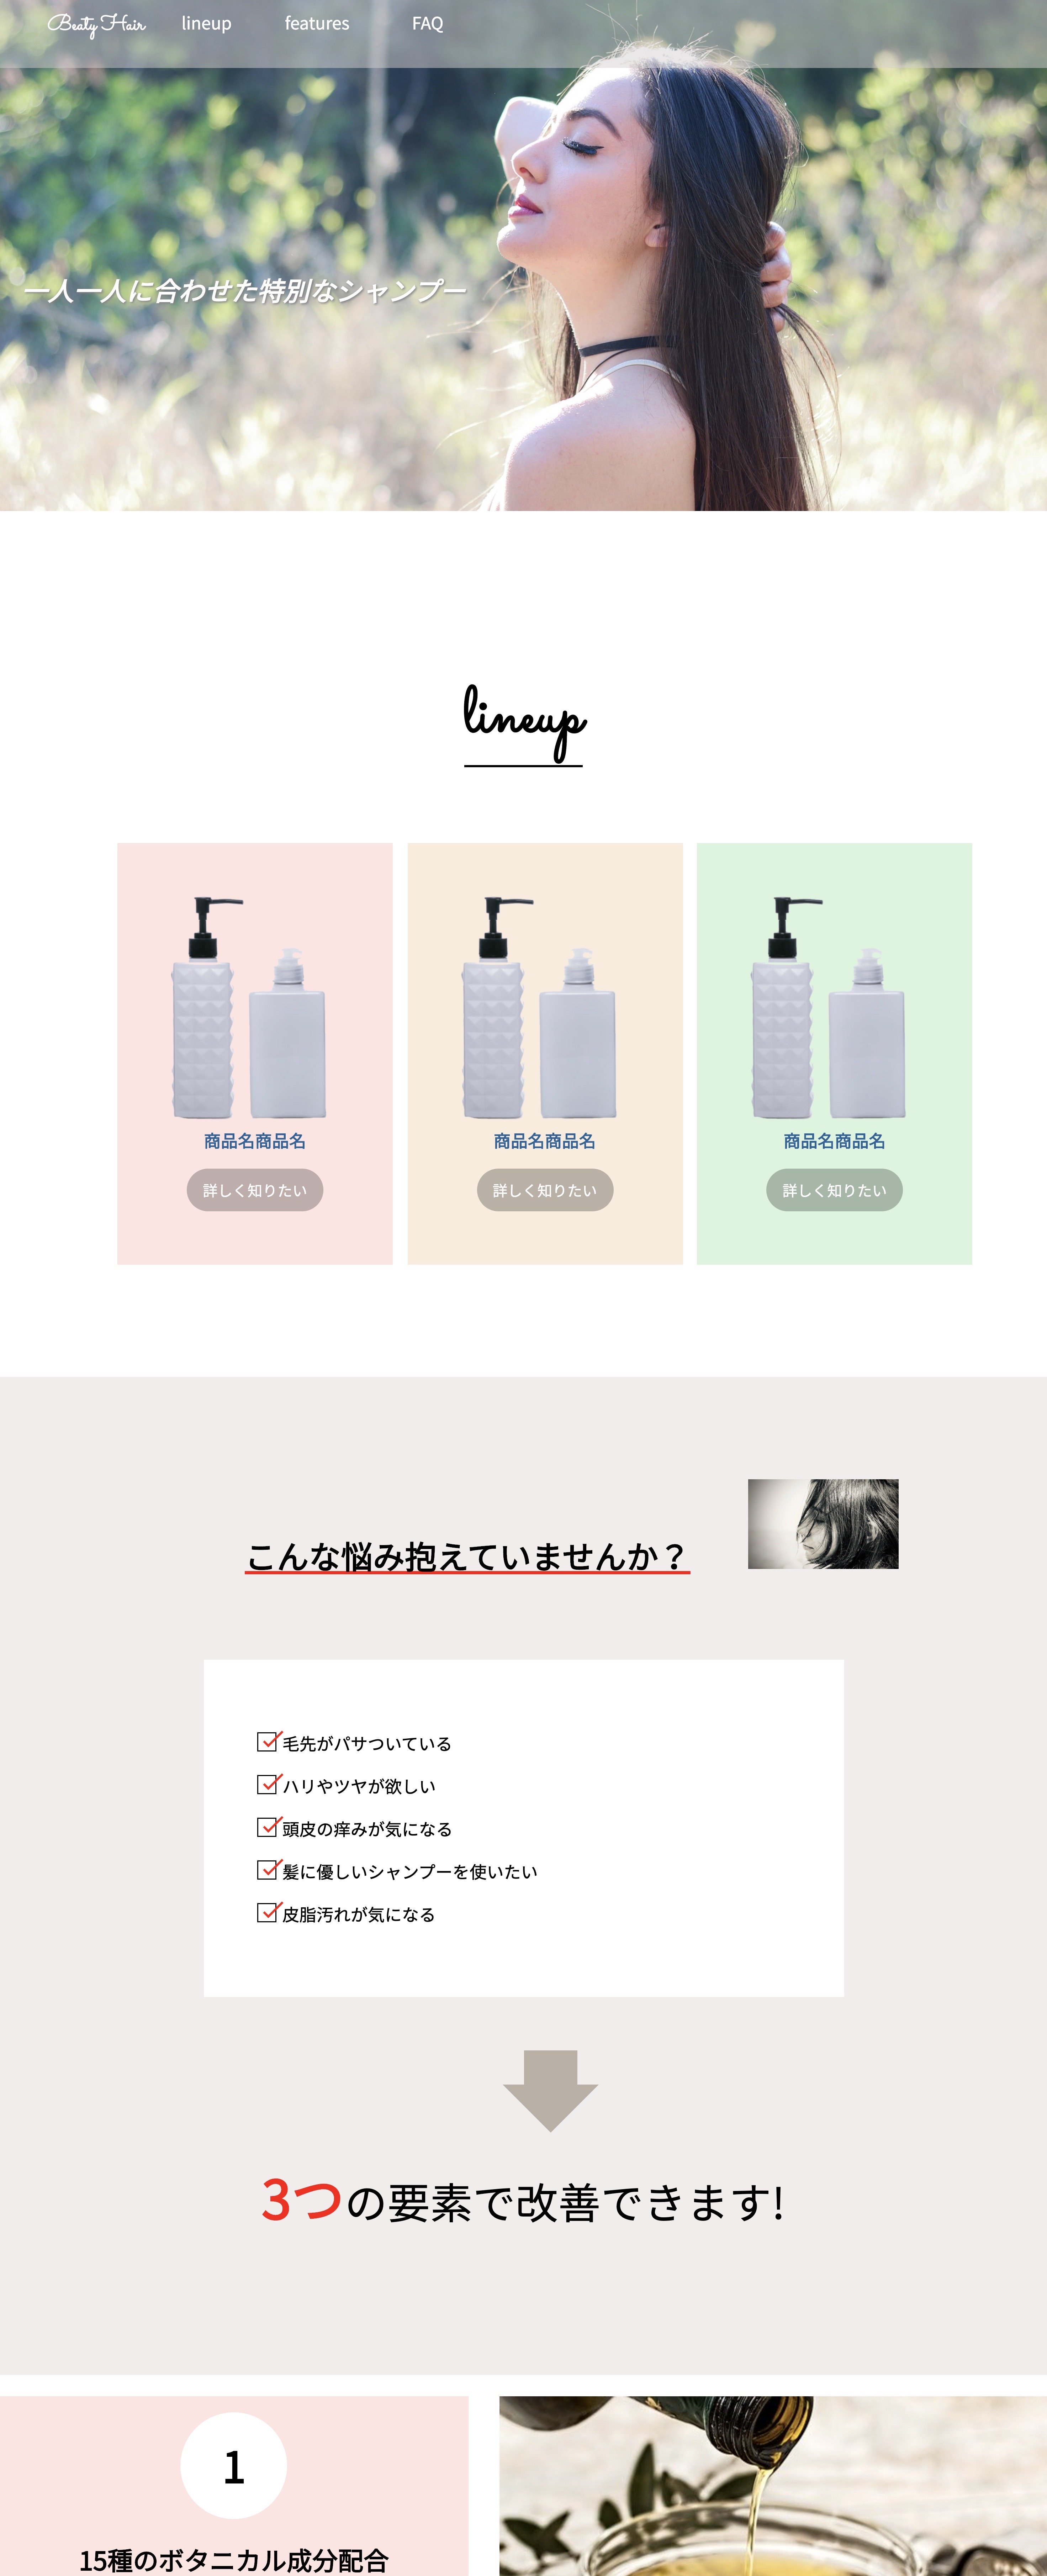 Beaty Hair lineup features FAQ
一人一人に合わせた特別なシャンプー
lineup
商品名商品名 商品名商品名 商品名商品名
詳しく知りたい 詳しく知りたい 詳しく知りたい
こんな悩み抱えていませんか？
毛先がパサついている
ハリやツヤが欲しい
頭皮の痒みが気になる
髪に優しいシャンプーを使いたい
皮脂汚れが気になる
3つの要素で改善できます!
1
15種のボタニカル成分配合